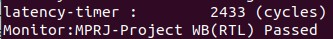 latency-timer :       2433 (cycles)
Monitor:MPRJ-Project WB(RTL) Passed